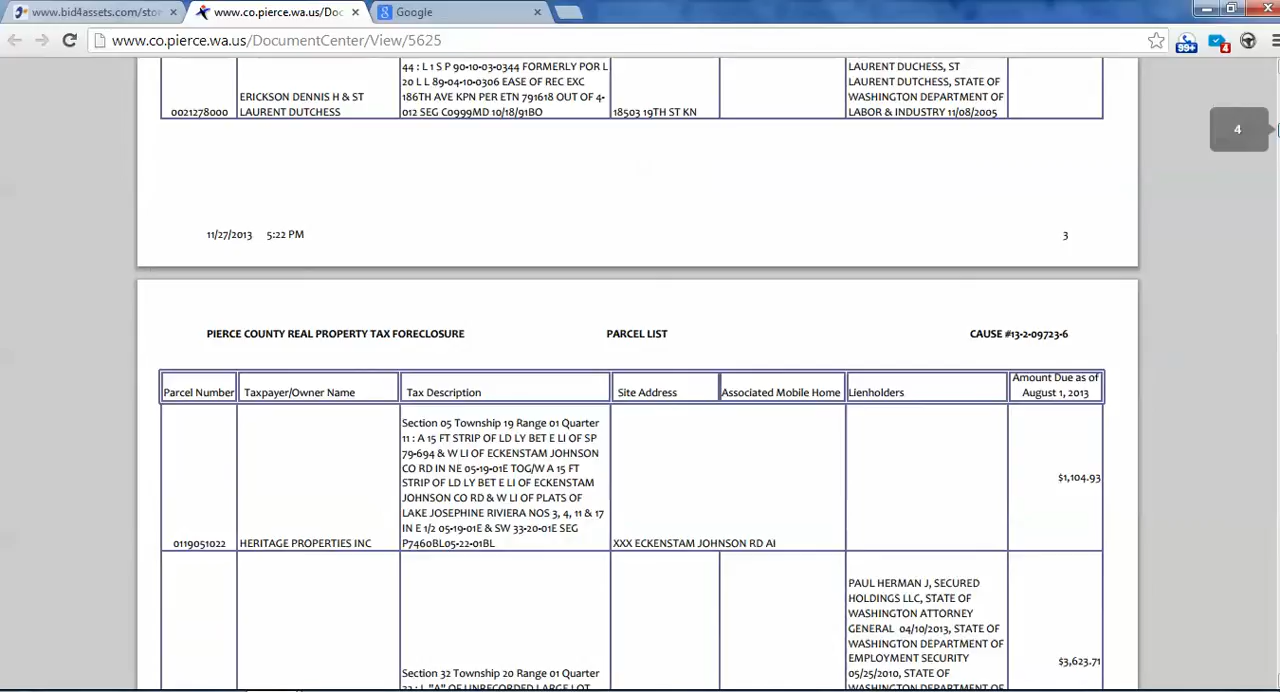 www.bid4assets.com/stor
www.co.pierce.wa.us/Doc
Google
www.co.pierce.wa.us/DocumentCenter/View/5625
99+
4
4
0021278000
ERICKSON DENNIS H & ST
LAURENT DUTCHESS
44 : L 1 S P 90-10-03-0344 FORMERLY POR L
20 L L 89-04-10-0306 EASE OF REC EXC
186TH AVE KPN PER ETN 791618 OUT OF 4-
012 SEG C0999MD 10/18/91BO
18503 19TH ST KN
LAURENT DUCHESS, ST
LAURENT DUTCHESS, STATE OF
WASHINGTON DEPARTMENT OF
LABOR & INDUSTRY 11/08/2005
11/27/2013 5:22 PM
3
PIERCE COUNTY REAL PROPERTY TAX FORECLOSURE
PARCEL LIST
CAUSE #13-2-09723-6
Parcel Number
Taxpayer/Owner Name
Tax Description
Site Address
Associated Mobile Home
Lienholders
Amount Due as of
August 1, 2013
0119051022
HERITAGE PROPERTIES INC
Section 05 Township 19 Range 01 Quarter
11 : A 15 FT STRIP OF LD LY BET E LI OF SP
79-694 & W LI OF ECKENSTAM JOHNSON
CO RD IN NE 05-19-01E TOG/W A 15 FT
STRIP OF LD LY BET E LI OF ECKENSTAM
JOHNSON CO RD & W LI OF PLATS OF
LAKE JOSEPHINE RIVIERA NOS 3, 4, 11 & 17
IN E 1/2 05-19-01E & SW 33-20-01E SEG
P7460BL05-22-01BL
XXX ECKENSTAM JOHNSON RD AI
$1,104.93
Section 32 Township 20 Range 01 Quarter
22 : L "A" OF UNRECORDED LARGE LOT
PAUL HERMAN J, SECURED
HOLDINGS LLC, STATE OF
WASHINGTON ATTORNEY
GENERAL 04/10/2013, STATE OF
WASHINGTON DEPARTMENT OF
EMPLOYMENT SECURITY
05/25/2010, STATE OF
WASHINGTON DEPARTMENT OF
$3,623.71